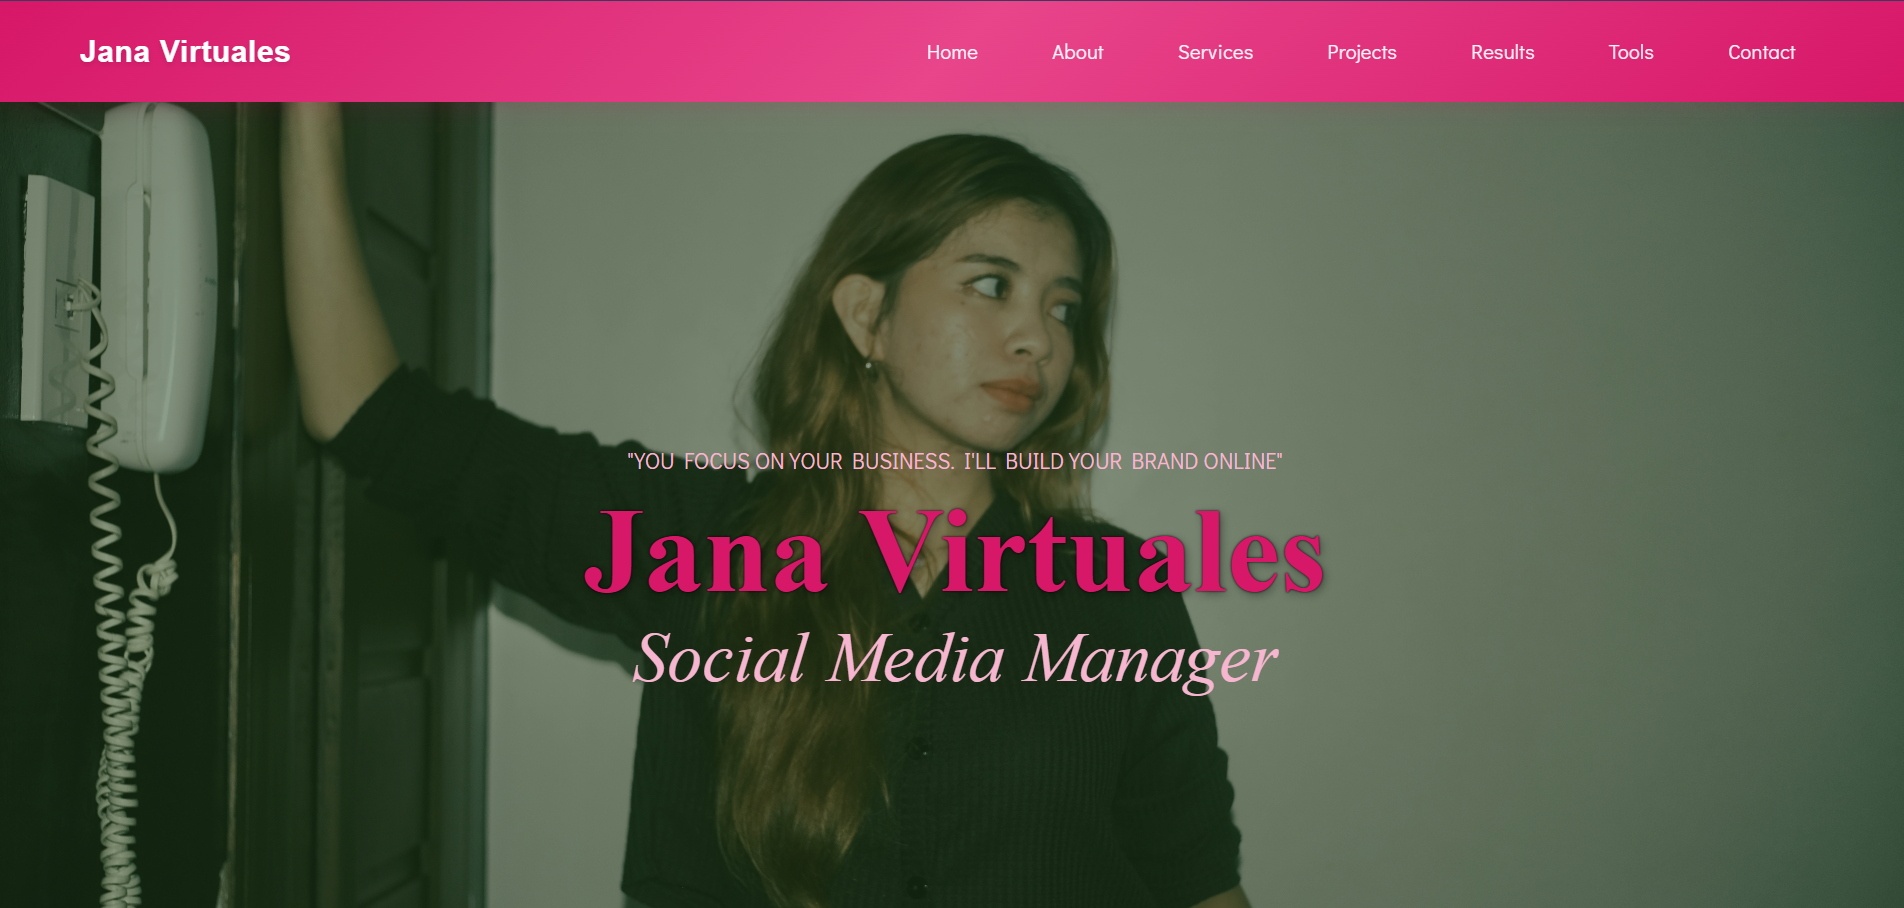 Jana Virtuales
Home About Services Projects Results Tools Contact
"YOU FOCUS ON YOUR BUSINESS. I'LL BUILD YOUR BRAND ONLINE"
Jana Virtuales
Social Media Manager